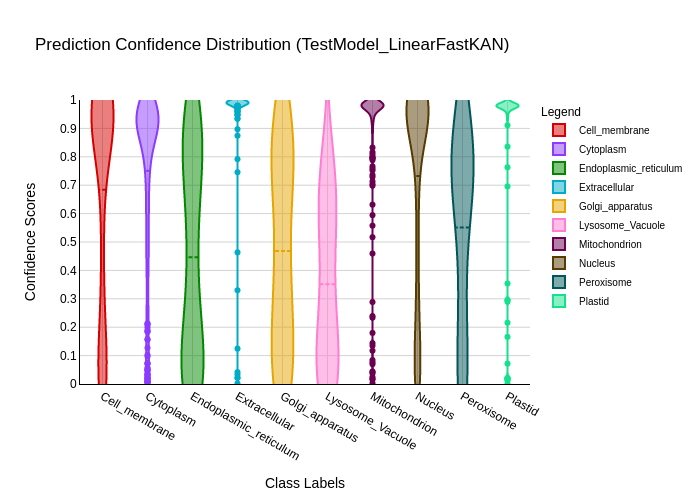 Prediction Confidence Distribution (TestModel_LinearFastKAN)
Confidence Scores
1
0.9
0.8
0.7
0.6
0.5
0.4
0.3
0.2
0.1
0
Cell_membrane
Cytoplasm
Endoplasmic_reticulum
Extracellular
Golgi_apparatus
Lysosome_Vacuole
Mitochondrion
Nucleus
Peroxisome
Plastid
Class Labels
Legend
Cell_membrane
Cytoplasm
Endoplasmic_reticulum
Extracellular
Golgi_apparatus
Lysosome_Vacuole
Mitochondrion
Nucleus
Peroxisome
Plastid